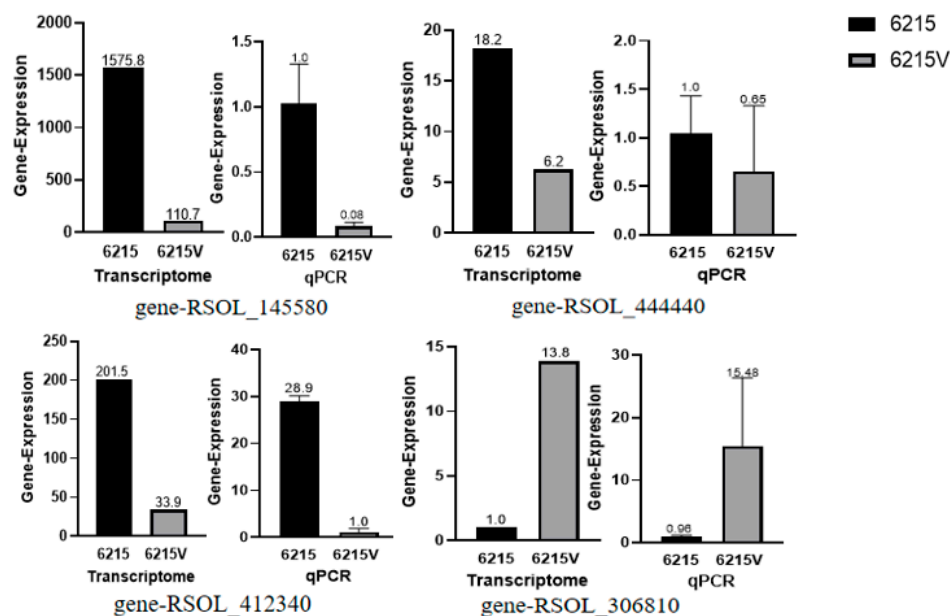 6215
6215V
Gene-Expression
2000
1500
1000
500
0
1575.8
110.7
6215 6215V
Transcriptome
Gene-Expression
1.5
1.0
0.5
0.0
1.0
0.08
6215 6215V
qPCR
gene-RSOL_145580
Gene-Expression
20
15
10
5
0
18.2
6.2
6215 6215V
Transcriptome
Gene-Expression
2.0
1.5
1.0
0.5
0.0
1.0
0.65
6215 6215V
qPCR
gene-RSOL_444440
Gene-Expression
250
200
150
100
50
0
201.5
33.9
6215 6215V
Transcriptome
Gene-Expression
40
30
20
10
0
28.9
1.0
6215 6215V
qPCR
gene-RSOL_412340
Gene-Expression
15
10
5
0
1.0
13.8
6215 6215V
Transcriptome
Gene-Expression
30
20
10
0
0.96
15.48
6215 6215V
qPCR
gene-RSOL_306810